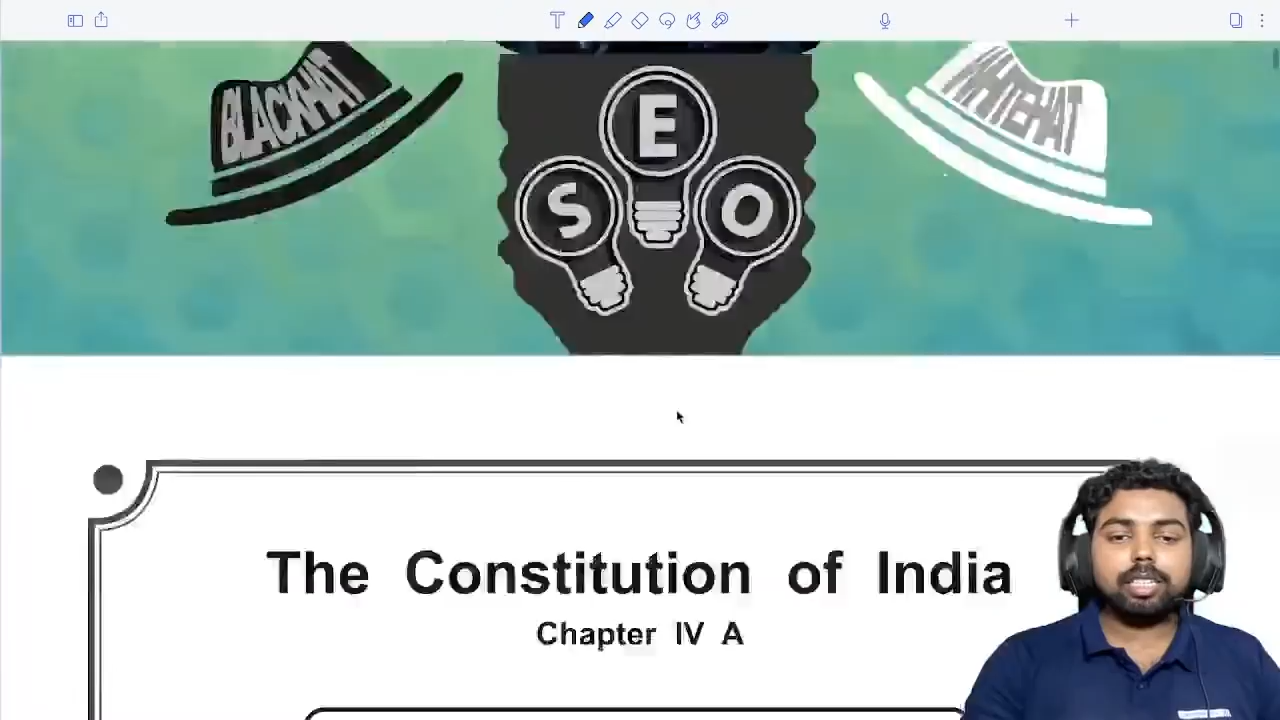 BLACKHAT
WHITEHAT
E
S O
The Constitution of India
Chapter IV A